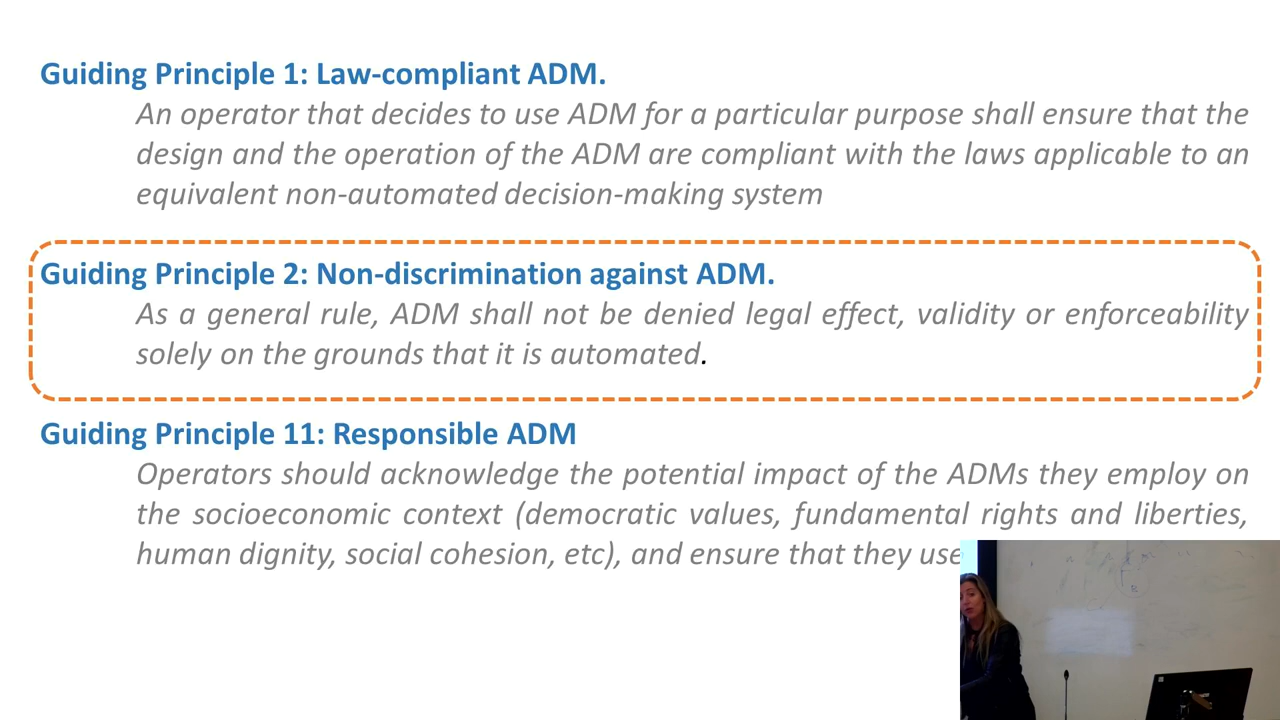 Guiding Principle 1: Law-compliant ADM.
An operator that decides to use ADM for a particular purpose shall ensure that the
design and the operation of the ADM are compliant with the laws applicable to an
equivalent non-automated decision-making system
Guiding Principle 2: Non-discrimination against ADM.
As a general rule, ADM shall not be denied legal effect, validity or enforceability
solely on the grounds that it is automated.
Guiding Principle 11: Responsible ADM
Operators should acknowledge the potential impact of the ADMs they employ on
the socioeconomic context (democratic values, fundamental rights and liberties,
human dignity, social cohesion, etc), and ensure that they use